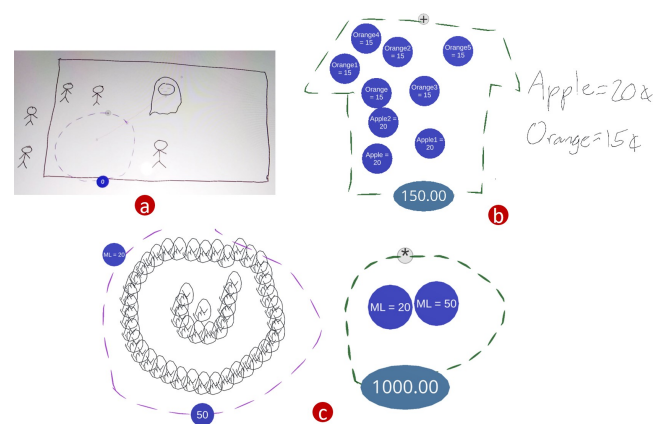 0
a
+
Orange4
= 15
Orange2
= 15
Orange5
= 15
Orange1
= 15
Orange
= 15
Orange3
= 15
Apple2 =
20
Apple1 =
20
Apple =
20
150.00
b
Apple=20¢
Orange=15¢
ML = 20
50
c
*
ML = 20
ML = 50
1000.00